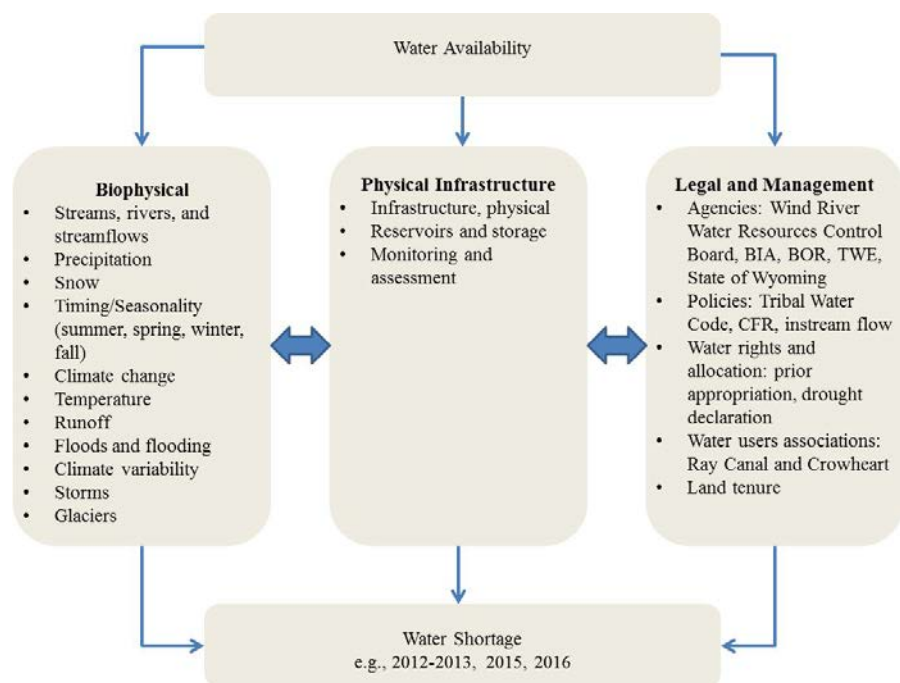 Water Availability
Biophysical
• Streams, rivers, and
streamflows
• Precipitation
• Snow
• Timing/Seasonality
(summer, spring, winter,
fall)
• Climate change
• Temperature
• Runoff
• Floods and flooding
• Climate variability
• Storms
• Glaciers
Physical Infrastructure
• Infrastructure, physical
• Reservoirs and storage
• Monitoring and
assessment
Legal and Management
• Agencies: Wind River
Water Resources Control
Board, BIA, BOR, TWE,
State of Wyoming
• Policies: Tribal Water
Code, CFR, instream flow
• Water rights and
allocation: prior
appropriation, drought
declaration
• Water users associations:
Ray Canal and Crowheart
• Land tenure
Water Shortage
e.g., 2012-2013, 2015, 2016